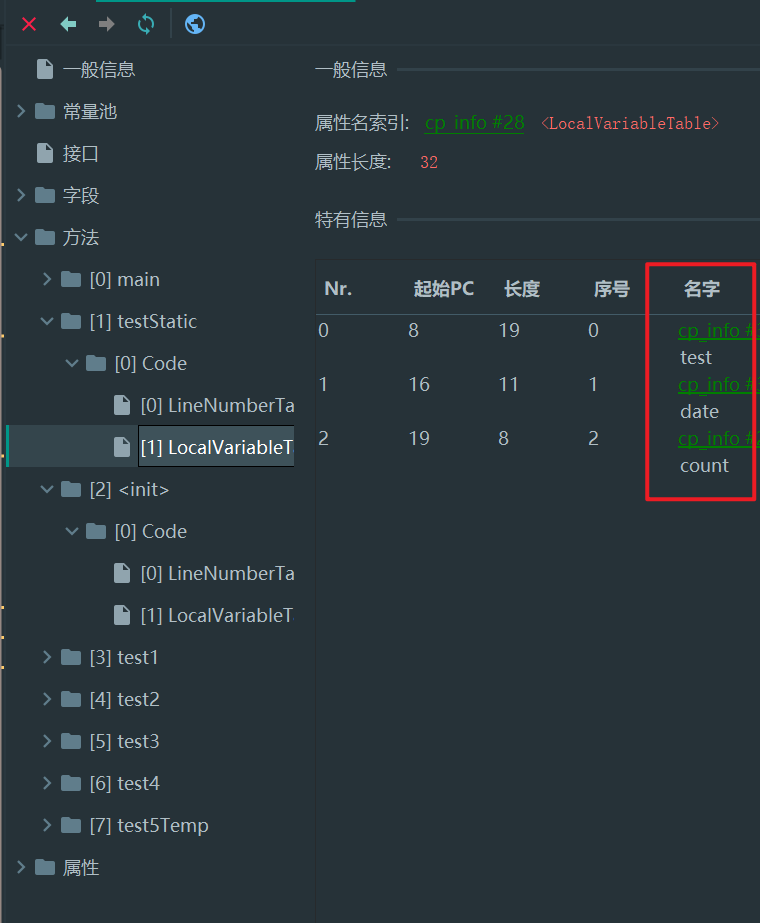 一般信息
常量池
接口
字段
方法
[0] main
[1] testStatic
[0] Code
[0] LineNumberTa
[1] LocalVariableT
[2] <init>
[0] Code
[0] LineNumberTa
[1] LocalVariableT
[3] test1
[4] test2
[5] test3
[6] test4
[7] test5Temp
属性
一般信息
属性名索引: cp_info #28 <LocalVariableTable>
属性长度: 32
特有信息
Nr. 起始PC 长度 序号 名字
0 8 19 0 cp_info #
test
1 16 11 1 cp_info #
date
2 19 8 2 cp_info #
count